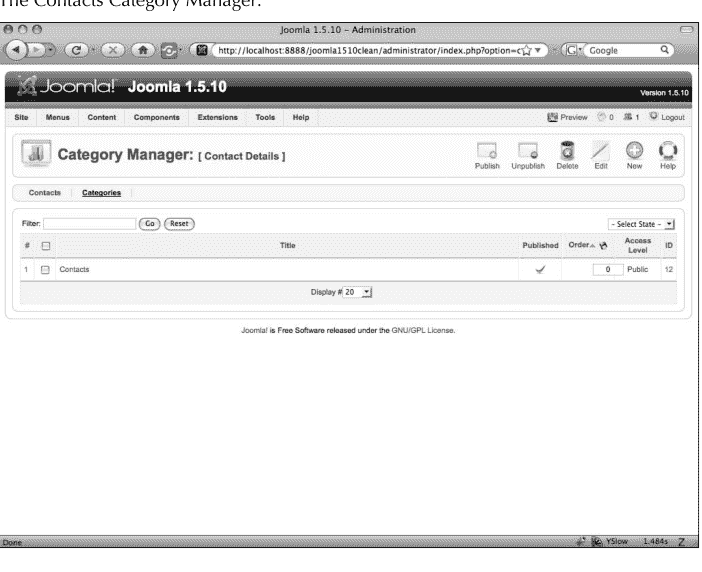 The Contacts Category Manager.
Joomla 1.5.10 – Administration
http://localhost:8888/joomla1510clean/administrator/index.php?option=c
G Google
Joomla! Joomla 1.5.10
Version 1.5.10
Site Menus Content Components Extensions Tools Help Preview 0 1 Logout
Category Manager: [ Contact Details ]
Publish Unpublish Delete Edit New Help
Contacts Categories
Filter: Go Reset - Select State -
# Title Published Order Access Level ID
1 Contacts 0 Public 12
Display # 20
Joomla! is Free Software released under the GNU/GPL License.
Done YSlow 1.484s